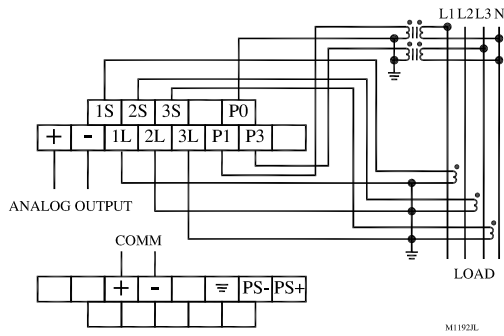 L1 L2 L3 N
1S 2S 3S P0
+ - 1L 2L 3L P1 P3
ANALOG OUTPUT
COMM
+ - PS- PS+
LOAD
M1192JL